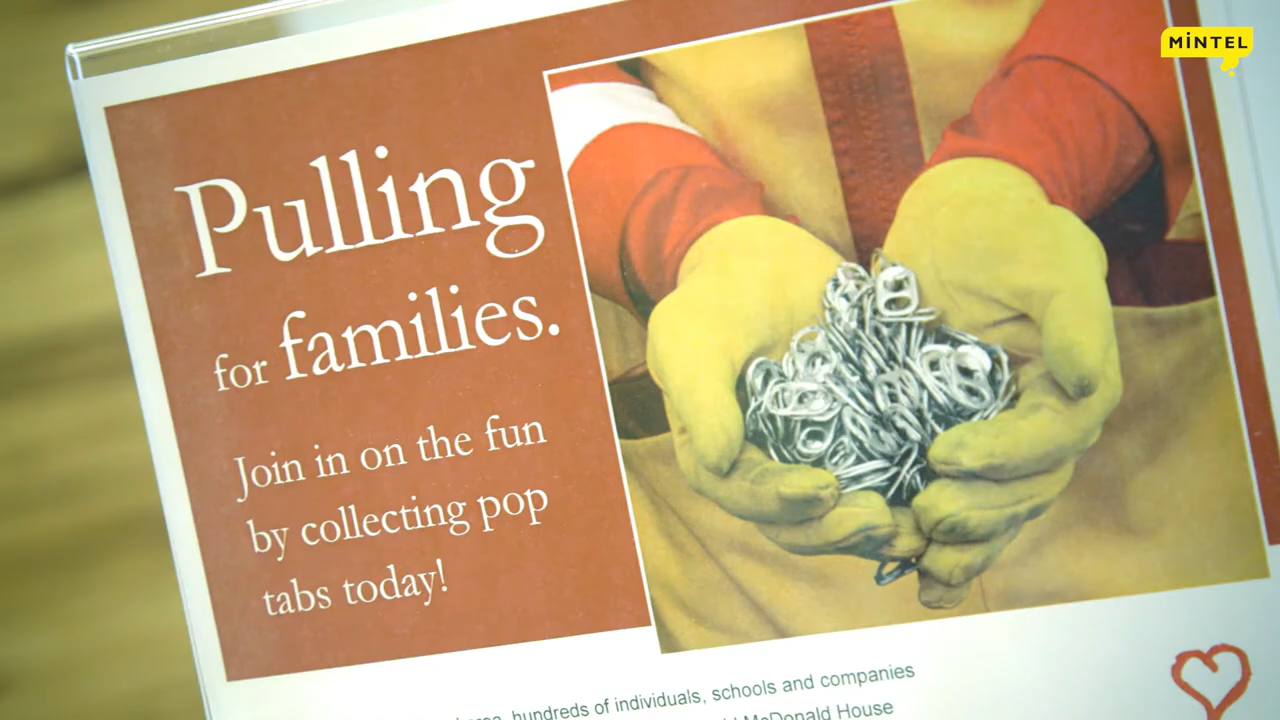 MiNTEL
Pulling
for families.
Join in on the fun
by collecting pop
tabs today!
hundreds of individuals, schools and companies
McDonald House